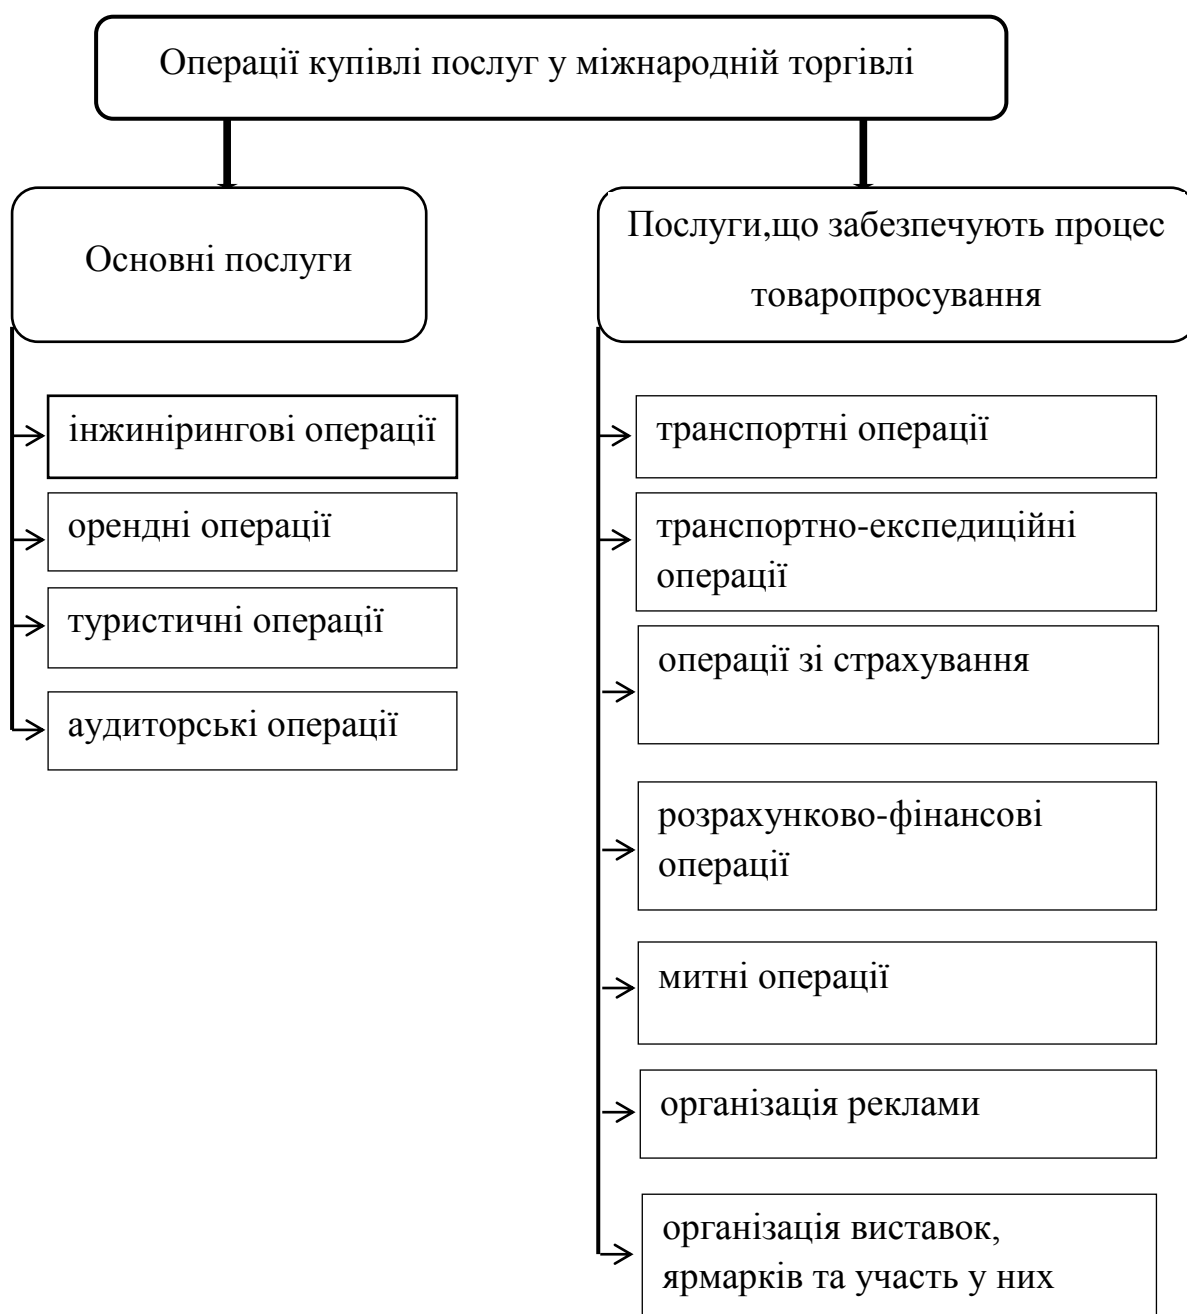 Операції купівлі послуг у міжнародній торгівлі
Основні послуги
інжинірингові операції
орендні операції
туристичні операції
аудиторські операції
Послуги,що забезпечують процес
товаропросування
транспортні операції
транспортно-експедиційні
операції
операції зі страхування
розрахунково-фінансові
операції
митні операції
організація реклами
організація виставок,
ярмарків та участь у них